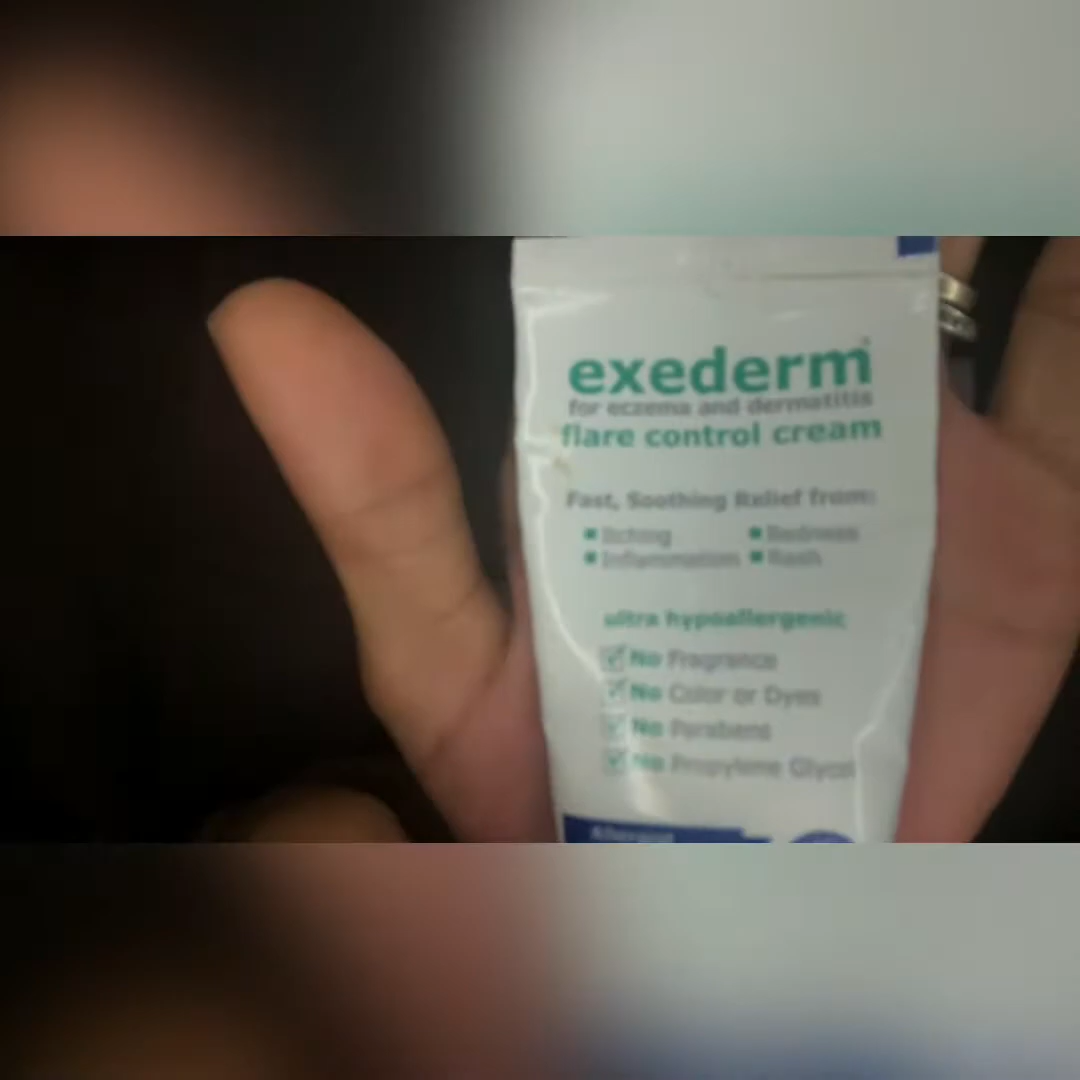 exederm
for eczema and dermatitis
flare control cream
Fast, Soothing Relief from:
Itching
Redness
Inflammation
Rash
ultra hypoallergenic
No Fragrance
No Color or Dyes
No Parabens
No Propylene Glycol